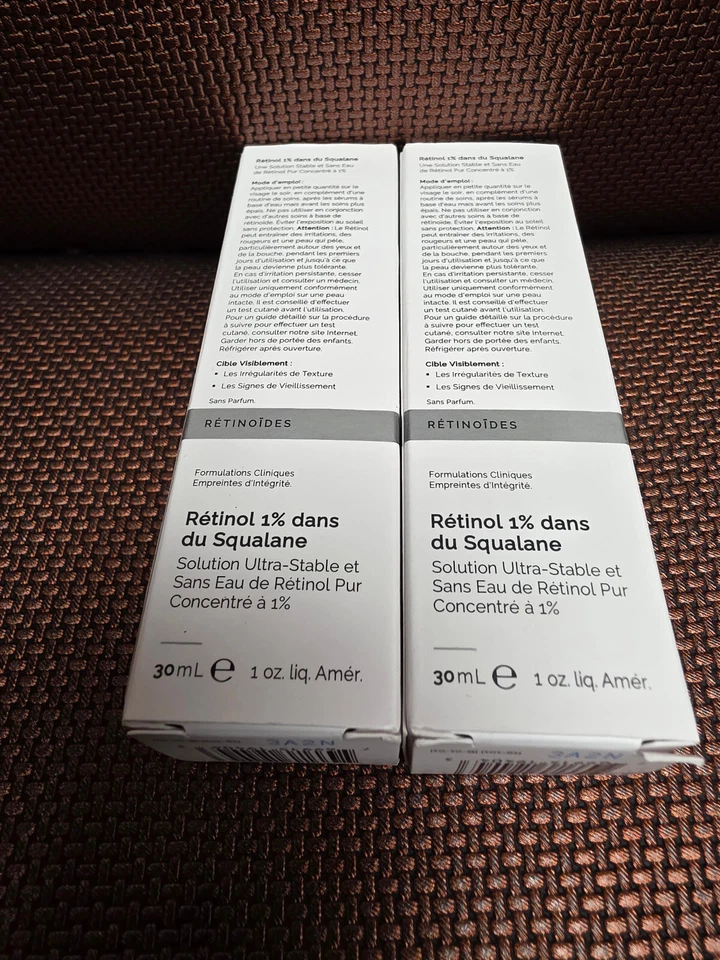 Rétinol 1% dans du Squalane
Une Solution Stable et Sans Eau
de Rétinol Pur Concentré à 1%
Mode d'emploi :
Appliquer en petite quantité sur le
visage le soir, en complément d'une
routine de soins, après les sérums à
base d'eau mais avant les soins plus
épais. Ne pas utiliser en conjonction
avec d'autres soins à base de
rétinoïde. Éviter l'exposition au soleil
sans protection. Attention : Le Rétinol
peut entraîner des irritations, des
rougeurs et une peau qui pèle,
particulièrement autour des yeux et
de la bouche, pendant les premiers
jours d'utilisation et jusqu'à ce que
la peau devienne plus tolérante.
En cas d'irritation persistante, cesser
l'utilisation et consulter un médecin.
Utiliser uniquement conformément
au mode d'emploi sur une peau
intacte. Il est conseillé d'effectuer
un test cutané avant l'utilisation.
Pour un guide détaillé sur la procédure
à suivre pour effectuer un test
cutané, consulter notre site Internet.
Garder hors de portée des enfants.
Réfrigérer après ouverture.
Cible Visiblement :
• Les Irrégularités de Texture
• Les Signes de Vieillissement
Sans Parfum.
RÉTINOÏDES
Formulations Cliniques
Empreintes d'Intégrité.
Rétinol 1% dans
du Squalane
Solution Ultra-Stable et
Sans Eau de Rétinol Pur
Concentré à 1%
30 mL e 1 oz. liq. Amér.
3A2N
Rétinol 1% dans du Squalane
Une Solution Stable et Sans Eau
de Rétinol Pur Concentré à 1%
Mode d'emploi :
Appliquer en petite quantité sur le
visage le soir, en complément d'une
routine de soins, après les sérums à
base d'eau mais avant les soins plus
épais. Ne pas utiliser en conjonction
avec d'autres soins à base de
rétinoïde. Éviter l'exposition au soleil
sans protection. Attention : Le Rétinol
peut entraîner des irritations, des
rougeurs et une peau qui pèle,
particulièrement autour des yeux et
de la bouche, pendant les premiers
jours d'utilisation et jusqu'à ce que
la peau devienne plus tolérante.
En cas d'irritation persistante, cesser
l'utilisation et consulter un médecin.
Utiliser uniquement conformément
au mode d'emploi sur une peau
intacte. Il est conseillé d'effectuer
un test cutané avant l'utilisation.
Pour un guide détaillé sur la procédure
à suivre pour effectuer un test
cutané, consulter notre site Internet.
Garder hors de portée des enfants.
Réfrigérer après ouverture.
Cible Visiblement :
• Les Irrégularités de Texture
• Les Signes de Vieillissement
Sans Parfum.
RÉTINOÏDES
Formulations Cliniques
Empreintes d'Intégrité.
Rétinol 1% dans
du Squalane
Solution Ultra-Stable et
Sans Eau de Rétinol Pur
Concentré à 1%
30 mL e 1 oz. liq. Amér.
3A2N